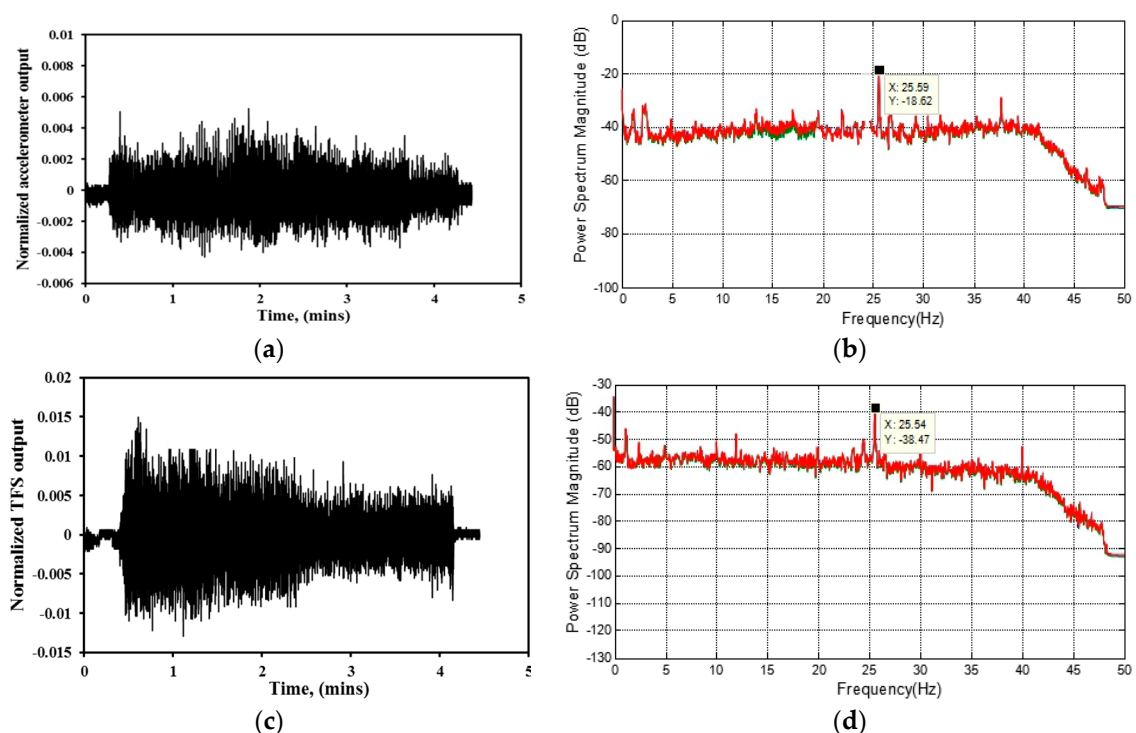 0.01
0.008
0.006
0.004
0.002
0
-0.002
-0.004
-0.006
Normalized accelerometer output
0 1 2 3 4 5
Time, (mins)
(a)
0
-20
-40
-60
-80
-100
Power Spectrum Magnitude (dB)
X: 25.59
Y: -18.62
0 5 10 15 20 25 30 35 40 45 50
Frequency(Hz)
(b)
0.02
0.015
0.01
0.005
0
-0.005
-0.01
-0.015
Normalized TFS output
0 1 2 3 4 5
Time, (mins)
(c)
-30
-40
-50
-60
-70
-80
-90
-100
-110
-120
-130
Power Spectrum Magnitude (dB)
X: 25.54
Y: -38.47
0 5 10 15 20 25 30 35 40 45 50
Frequency(Hz)
(d)